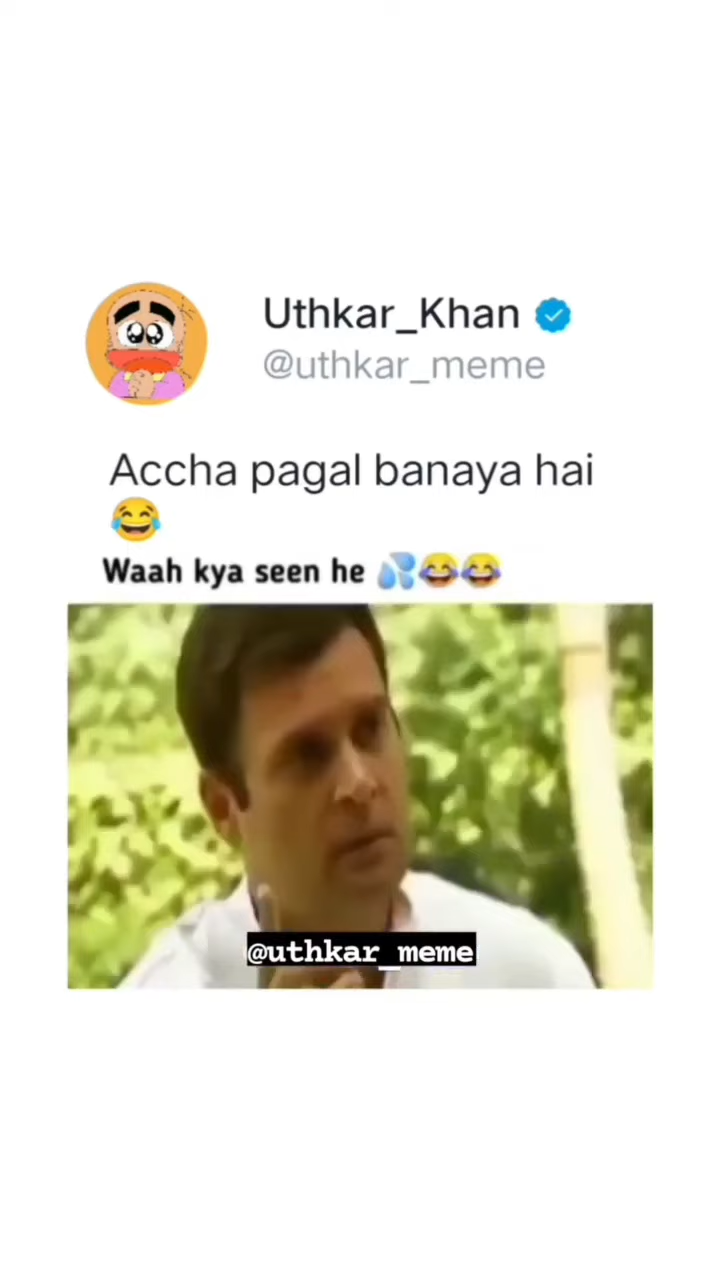 Uthkar_Khan
@uthkar_meme
Accha pagal banaya hai
😂
Waah kya seen he 💦😂😂
@uthkar_meme